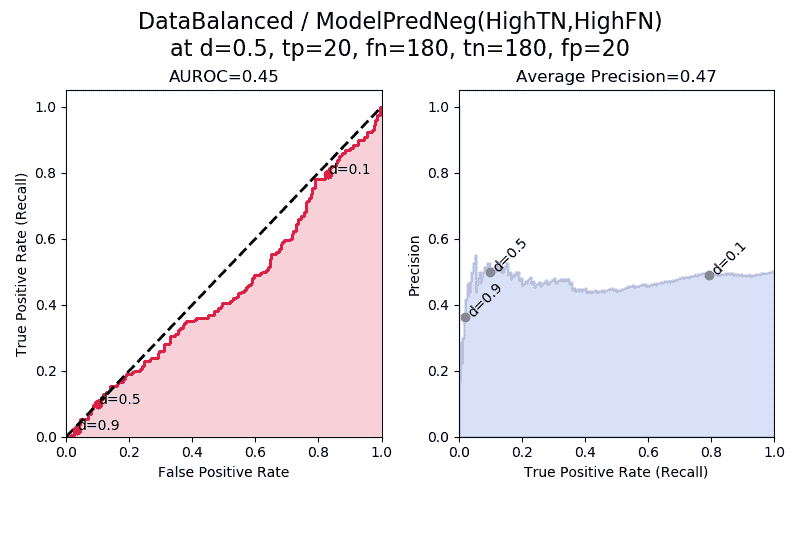 DataBalanced / ModelPredNeg(HighTN,HighFN)
at d=0.5, tp=20, fn=180, tn=180, fp=20
AUROC=0.45
1.0
0.8
0.6
0.4
0.2
0.0
True Positive Rate (Recall)
d=0.1
d=0.5
d=0.9
0.0 0.2 0.4 0.6 0.8 1.0
False Positive Rate
Average Precision=0.47
1.0
0.8
0.6
0.4
0.2
0.0
Precision
d=0.5
d=0.1
d=0.9
0.0 0.2 0.4 0.6 0.8 1.0
True Positive Rate (Recall)